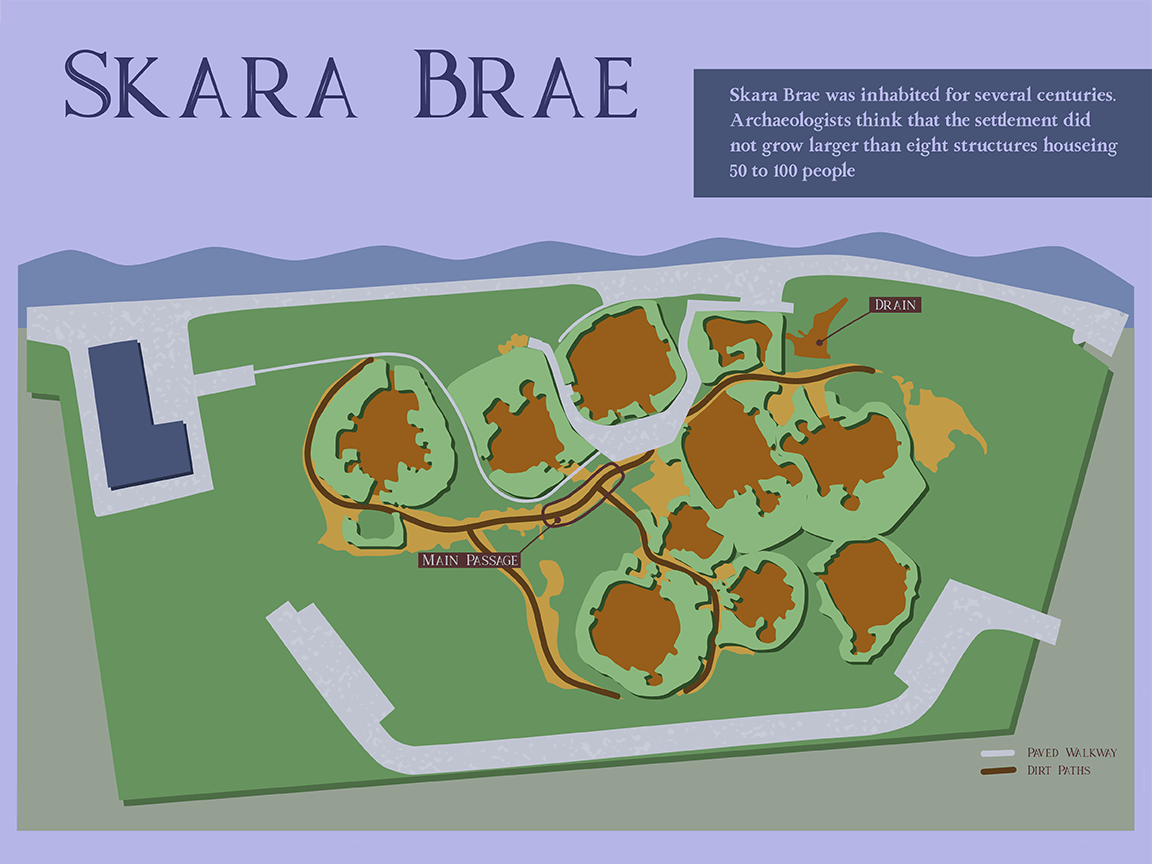 SKARA BRAE
Skara Brae was inhabited for several centuries.
Archaeologists think that the settlement did
not grow larger than eight structures houseing
50 to 100 people
DRAIN
MAIN PASSAGE
PAVED WALKWAY
DIRT PATHS